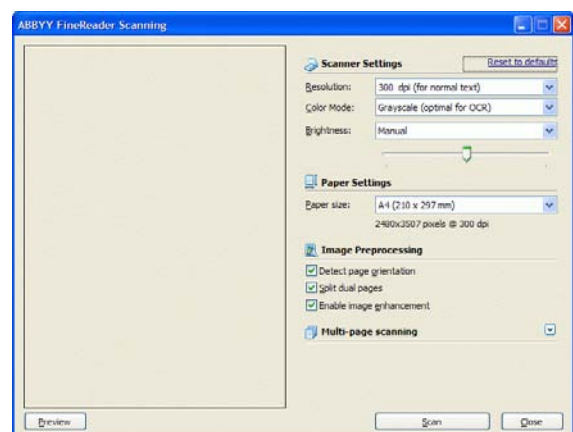 ABBYY FineReader Scanning
Scanner Settings Reset to defaults
Resolution: 300 dpi (for normal text)
Color Mode: Grayscale (optimal for OCR)
Brightness: Manual
Paper Settings
Paper size: A4 (210 x 297 mm)
2480x3507 pixels @ 300 dpi
Image Preprocessing
Detect page orientation
Split dual pages
Enable image enhancement
Multi-page scanning
Preview Scan Close